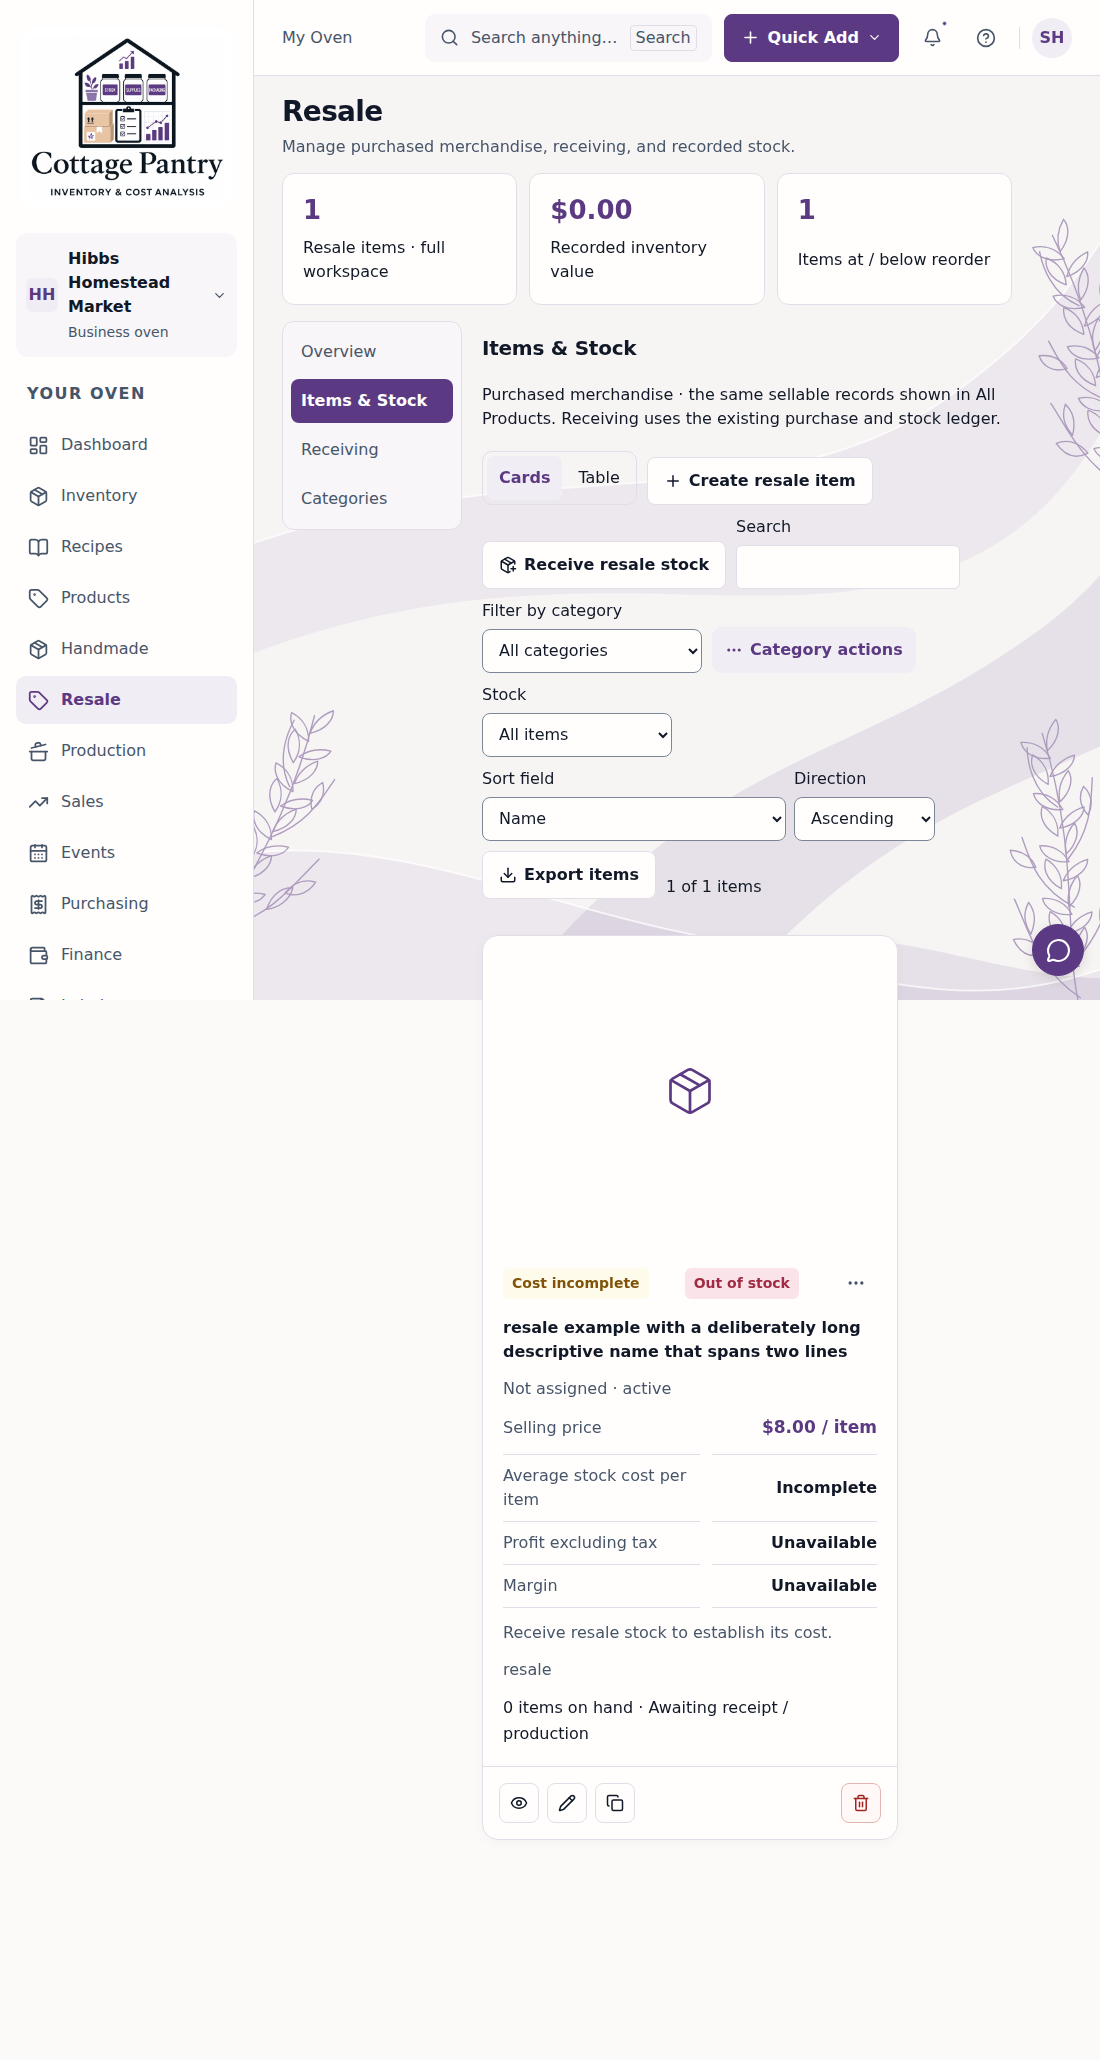 Cottage Pantry
INVENTORY & COST ANALYSIS
HH
Hibbs
Homestead
Market
Business oven
YOUR OVEN
Dashboard
Inventory
Recipes
Products
Handmade
Resale
Production
Sales
Events
Purchasing
Finance
My Oven
Search anything...
Search
Quick Add
SH
Resale
Manage purchased merchandise, receiving, and recorded stock.
1
Resale items · full
workspace
$0.00
Recorded inventory
value
1
Items at / below reorder
Overview
Items & Stock
Receiving
Categories
Items & Stock
Purchased merchandise · the same sellable records shown in All
Products. Receiving uses the existing purchase and stock ledger.
Cards
Table
Create resale item
Receive resale stock
Search
Filter by category
All categories
Category actions
Stock
All items
Sort field
Name
Direction
Ascending
Export items
1 of 1 items
Cost incomplete
Out of stock
resale example with a deliberately long
descriptive name that spans two lines
Not assigned · active
Selling price
$8.00 / item
Average stock cost per
item
Incomplete
Profit excluding tax
Unavailable
Margin
Unavailable
Receive resale stock to establish its cost.
resale
0 items on hand · Awaiting receipt /
production